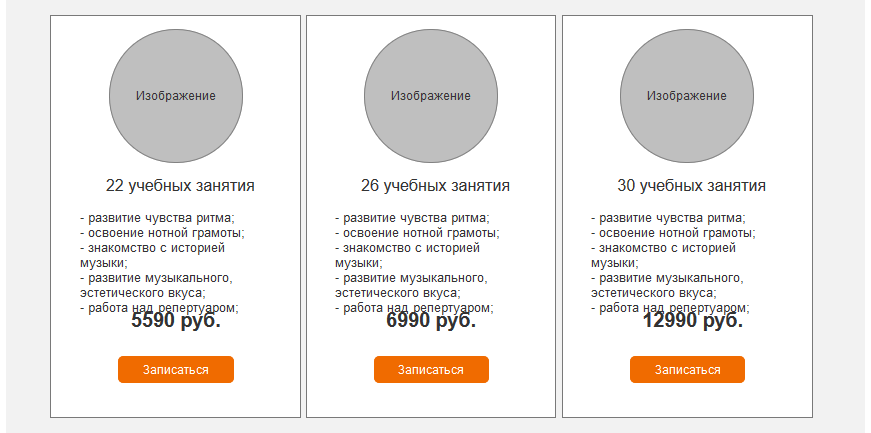 Изображение
22 учебных занятия
- развитие чувства ритма;
- освоение нотной грамоты;
- знакомство с историей
музыки;
- развитие музыкального,
эстетического вкуса;
- работа над репертуаром;
5590 руб.
Записаться
Изображение
26 учебных занятия
- развитие чувства ритма;
- освоение нотной грамоты;
- знакомство с историей
музыки;
- развитие музыкального,
эстетического вкуса;
- работа над репертуаром;
6990 руб.
Записаться
Изображение
30 учебных занятия
- развитие чувства ритма;
- освоение нотной грамоты;
- знакомство с историей
музыки;
- развитие музыкального,
эстетического вкуса;
- работа над репертуаром;
12990 руб.
Записаться